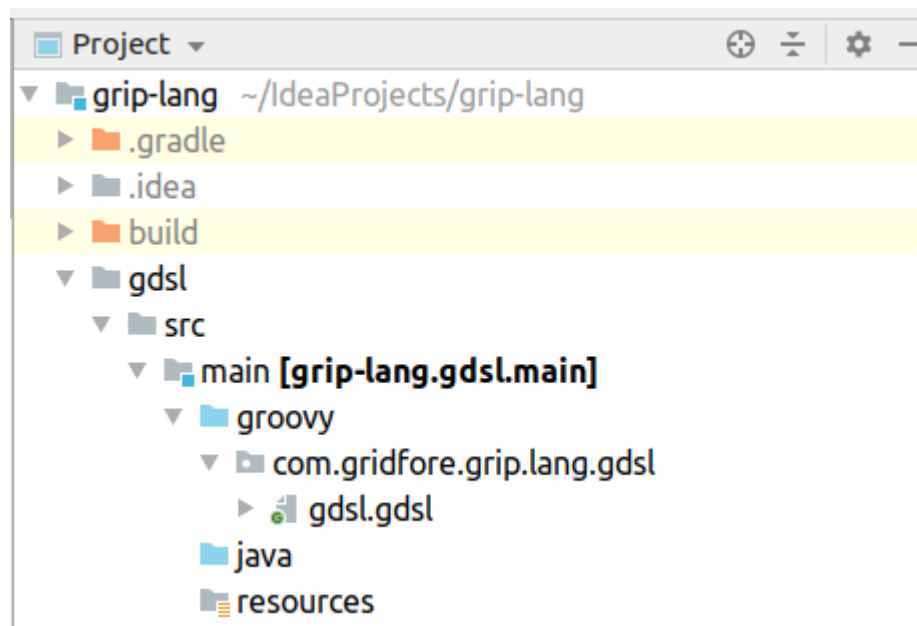 Project
grip-lang ~/IdeaProjects/grip-lang
.gradle
.idea
build
gdsl
src
main [grip-lang.gdsl.main]
groovy
com.gridfore.grip.lang.gdsl
gdsl.gdsl
java
resources